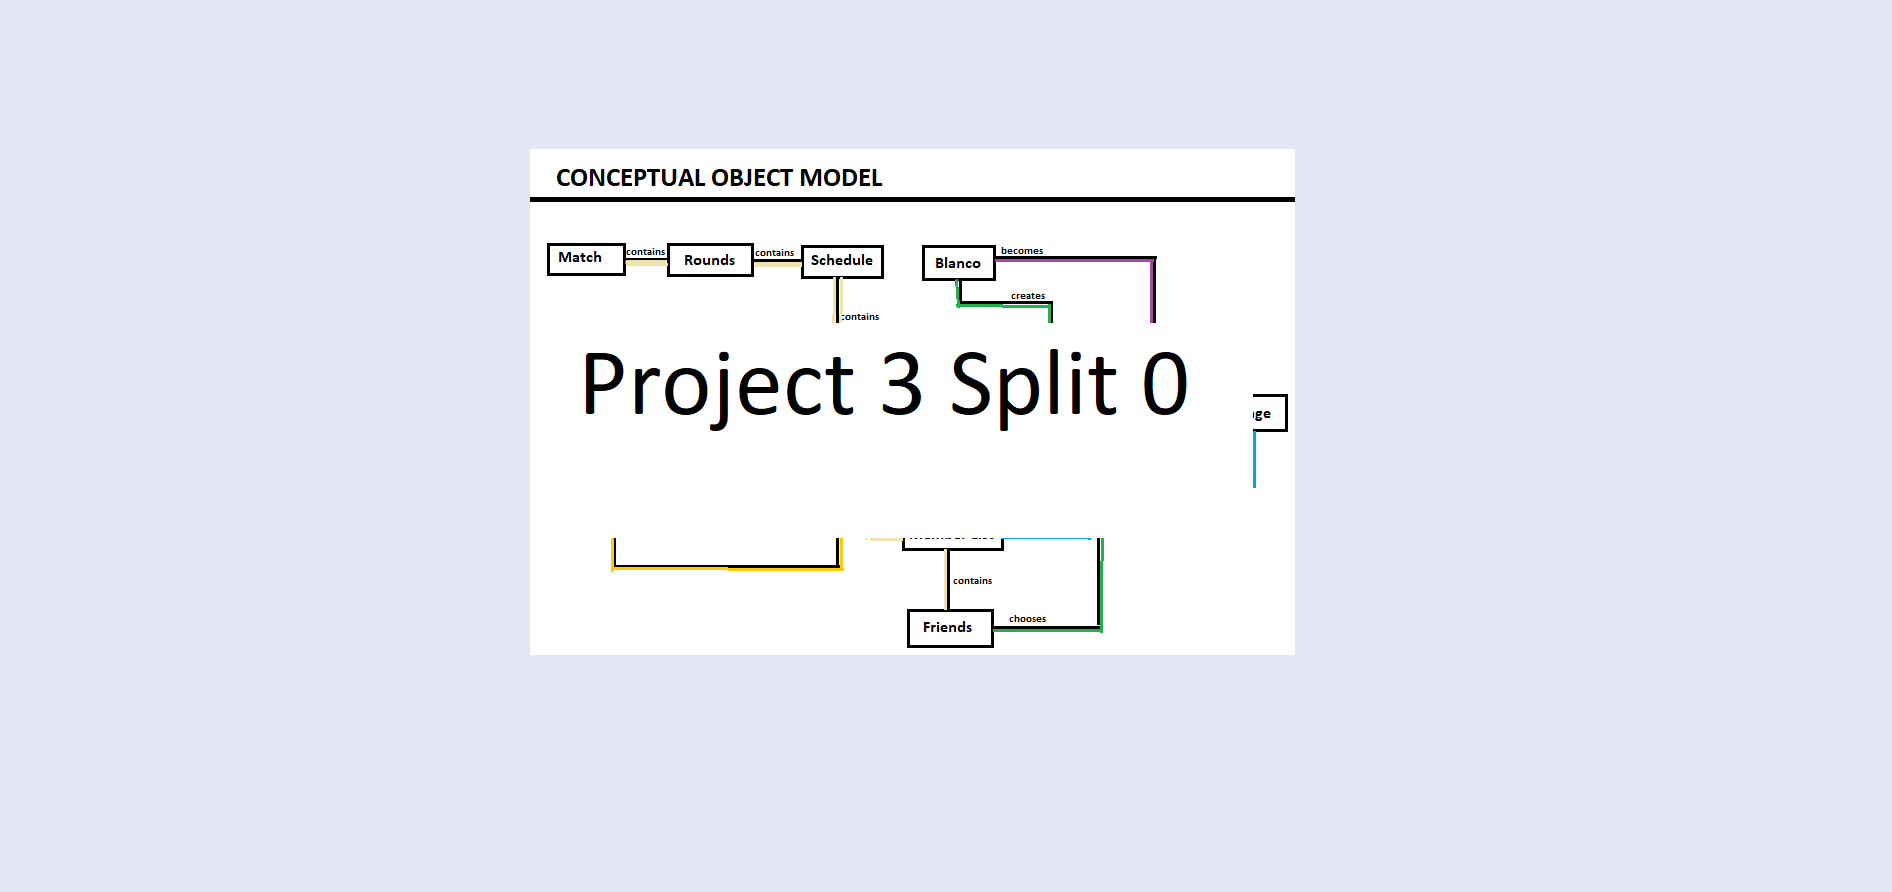 CONCEPTUAL OBJECT MODEL
Match
contains
Rounds
contains
Schedule
contains
Blanco
becomes
creates
Project 3 Split 0
contains
Friends
chooses